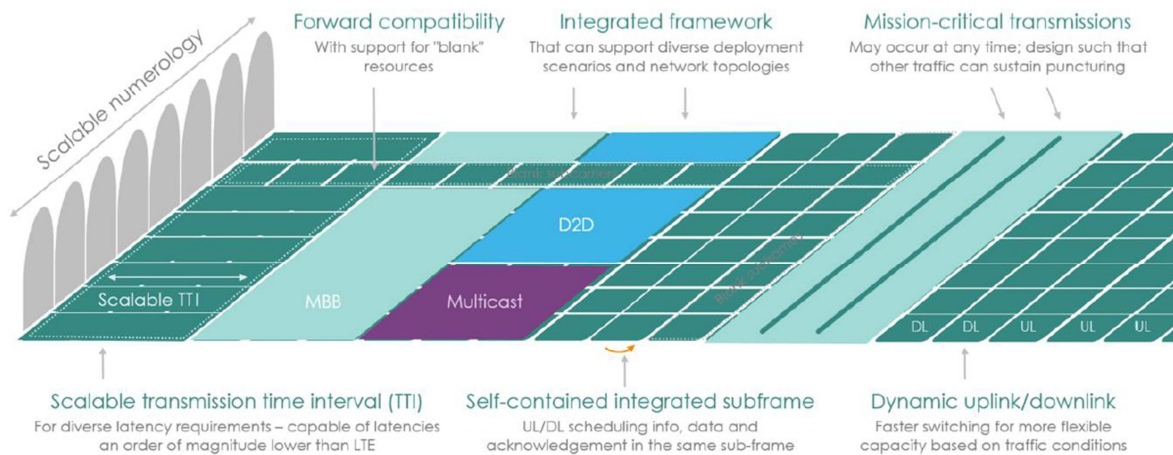 Forward compatibility
With support for "blank"
resources
Integrated framework
That can support diverse deployment
scenarios and network topologies
Mission-critical transmissions
May occur at any time; design such that
other traffic can sustain puncturing
Scalable numerology
Blank subcarriers
D2D
Blank subframes
Scalable TTI
MBB
Multicast
DL
DL
UL
UL
UL
Scalable transmission time interval (TTI)
For diverse latency requirements – capable of latencies
an order of magnitude lower than LTE
Self-contained integrated subframe
UL/DL scheduling info, data and
acknowledgement in the same sub-frame
Dynamic uplink/downlink
Faster switching for more flexible
capacity based on traffic conditions